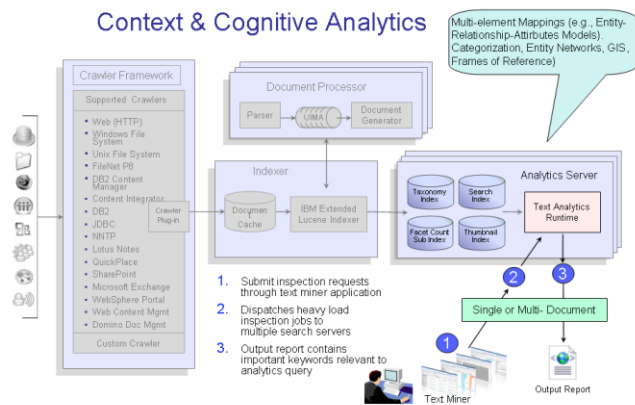 Context & Cognitive Analytics
Multi-element Mappings (e.g., Entity-
Relationship-Attributes Models).
Categorization, Entity Networks, GIS,
Frames of Reference)
Crawler Framework
Supported Crawlers
• Web (HTTP)
• Windows File
System
• Unix File System
• FileNet P8
• DB2 Content
Manager
• Content Integrator
• DB2
• JDBC
• NNTP
• Lotus Notes
• QuickPlace
• SharePoint
• Microsoft Exchange
• WebSphere Portal
• Web Content Mgmt
• Domino Doc Mgmt
Custom Crawler
Crawler
Plug-in
Document Processor
Parser
UIMA
Document
Generator
Indexer
Documen
Cache
IBM Extended
Lucene Indexer
Analytics Server
Taxonomy
Index
Search
Index
Facet Count
Sub Index
Thumbnail
Index
Text Analytics
Runtime
1. Submit inspection requests
through text miner application
2. Dispatches heavy load
inspection jobs to
multiple search servers
3. Output report contains
important keywords relevant to
analytics query
2
3
Single or Multi- Document
1
Text Miner
Output Report